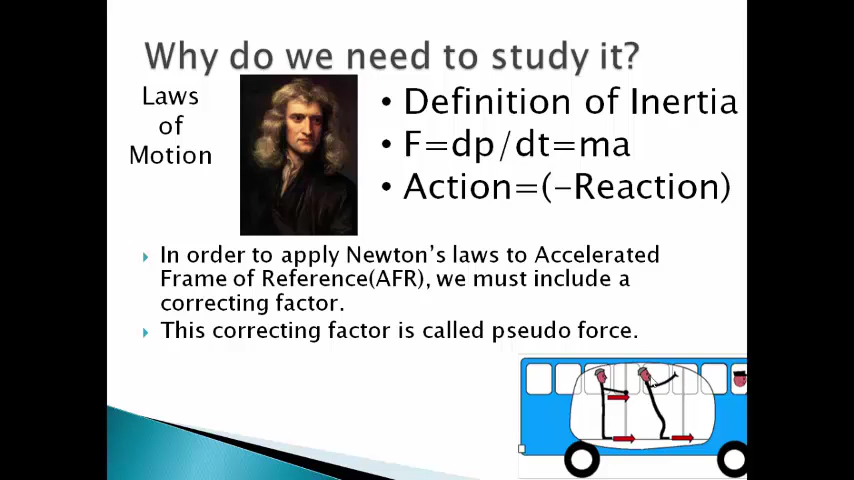 Why do we need to study it?
Laws
of
Motion
• Definition of Inertia
• F=dp/dt=ma
• Action=(-Reaction)
In order to apply Newton's laws to Accelerated
Frame of Reference(AFR), we must include a
correcting factor.
This correcting factor is called pseudo force.